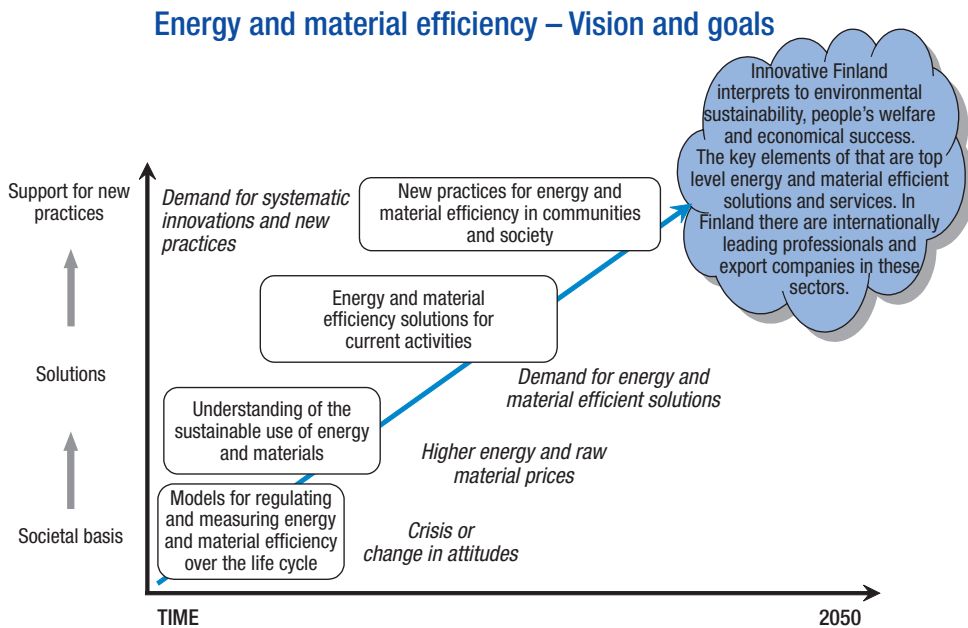 Energy and material efficiency – Vision and goals
Innovative Finland
interprets to environmental
sustainability, people's welfare
and economical success.
The key elements of that are top
level energy and material efficient
solutions and services. In
Finland there are internationally
leading professionals and
export companies in these
sectors.
Support for new
practices
Demand for systematic
innovations and new
practices
New practices for energy and
material efficiency in communities
and society
Energy and material
efficiency solutions for
current activities
Solutions
Demand for energy and
material efficient solutions
Understanding of the
sustainable use of energy
and materials
Higher energy and raw
material prices
Societal basis
Models for regulating
and measuring energy
and material efficiency
over the life cycle
Crisis or
change in attitudes
TIME
2050